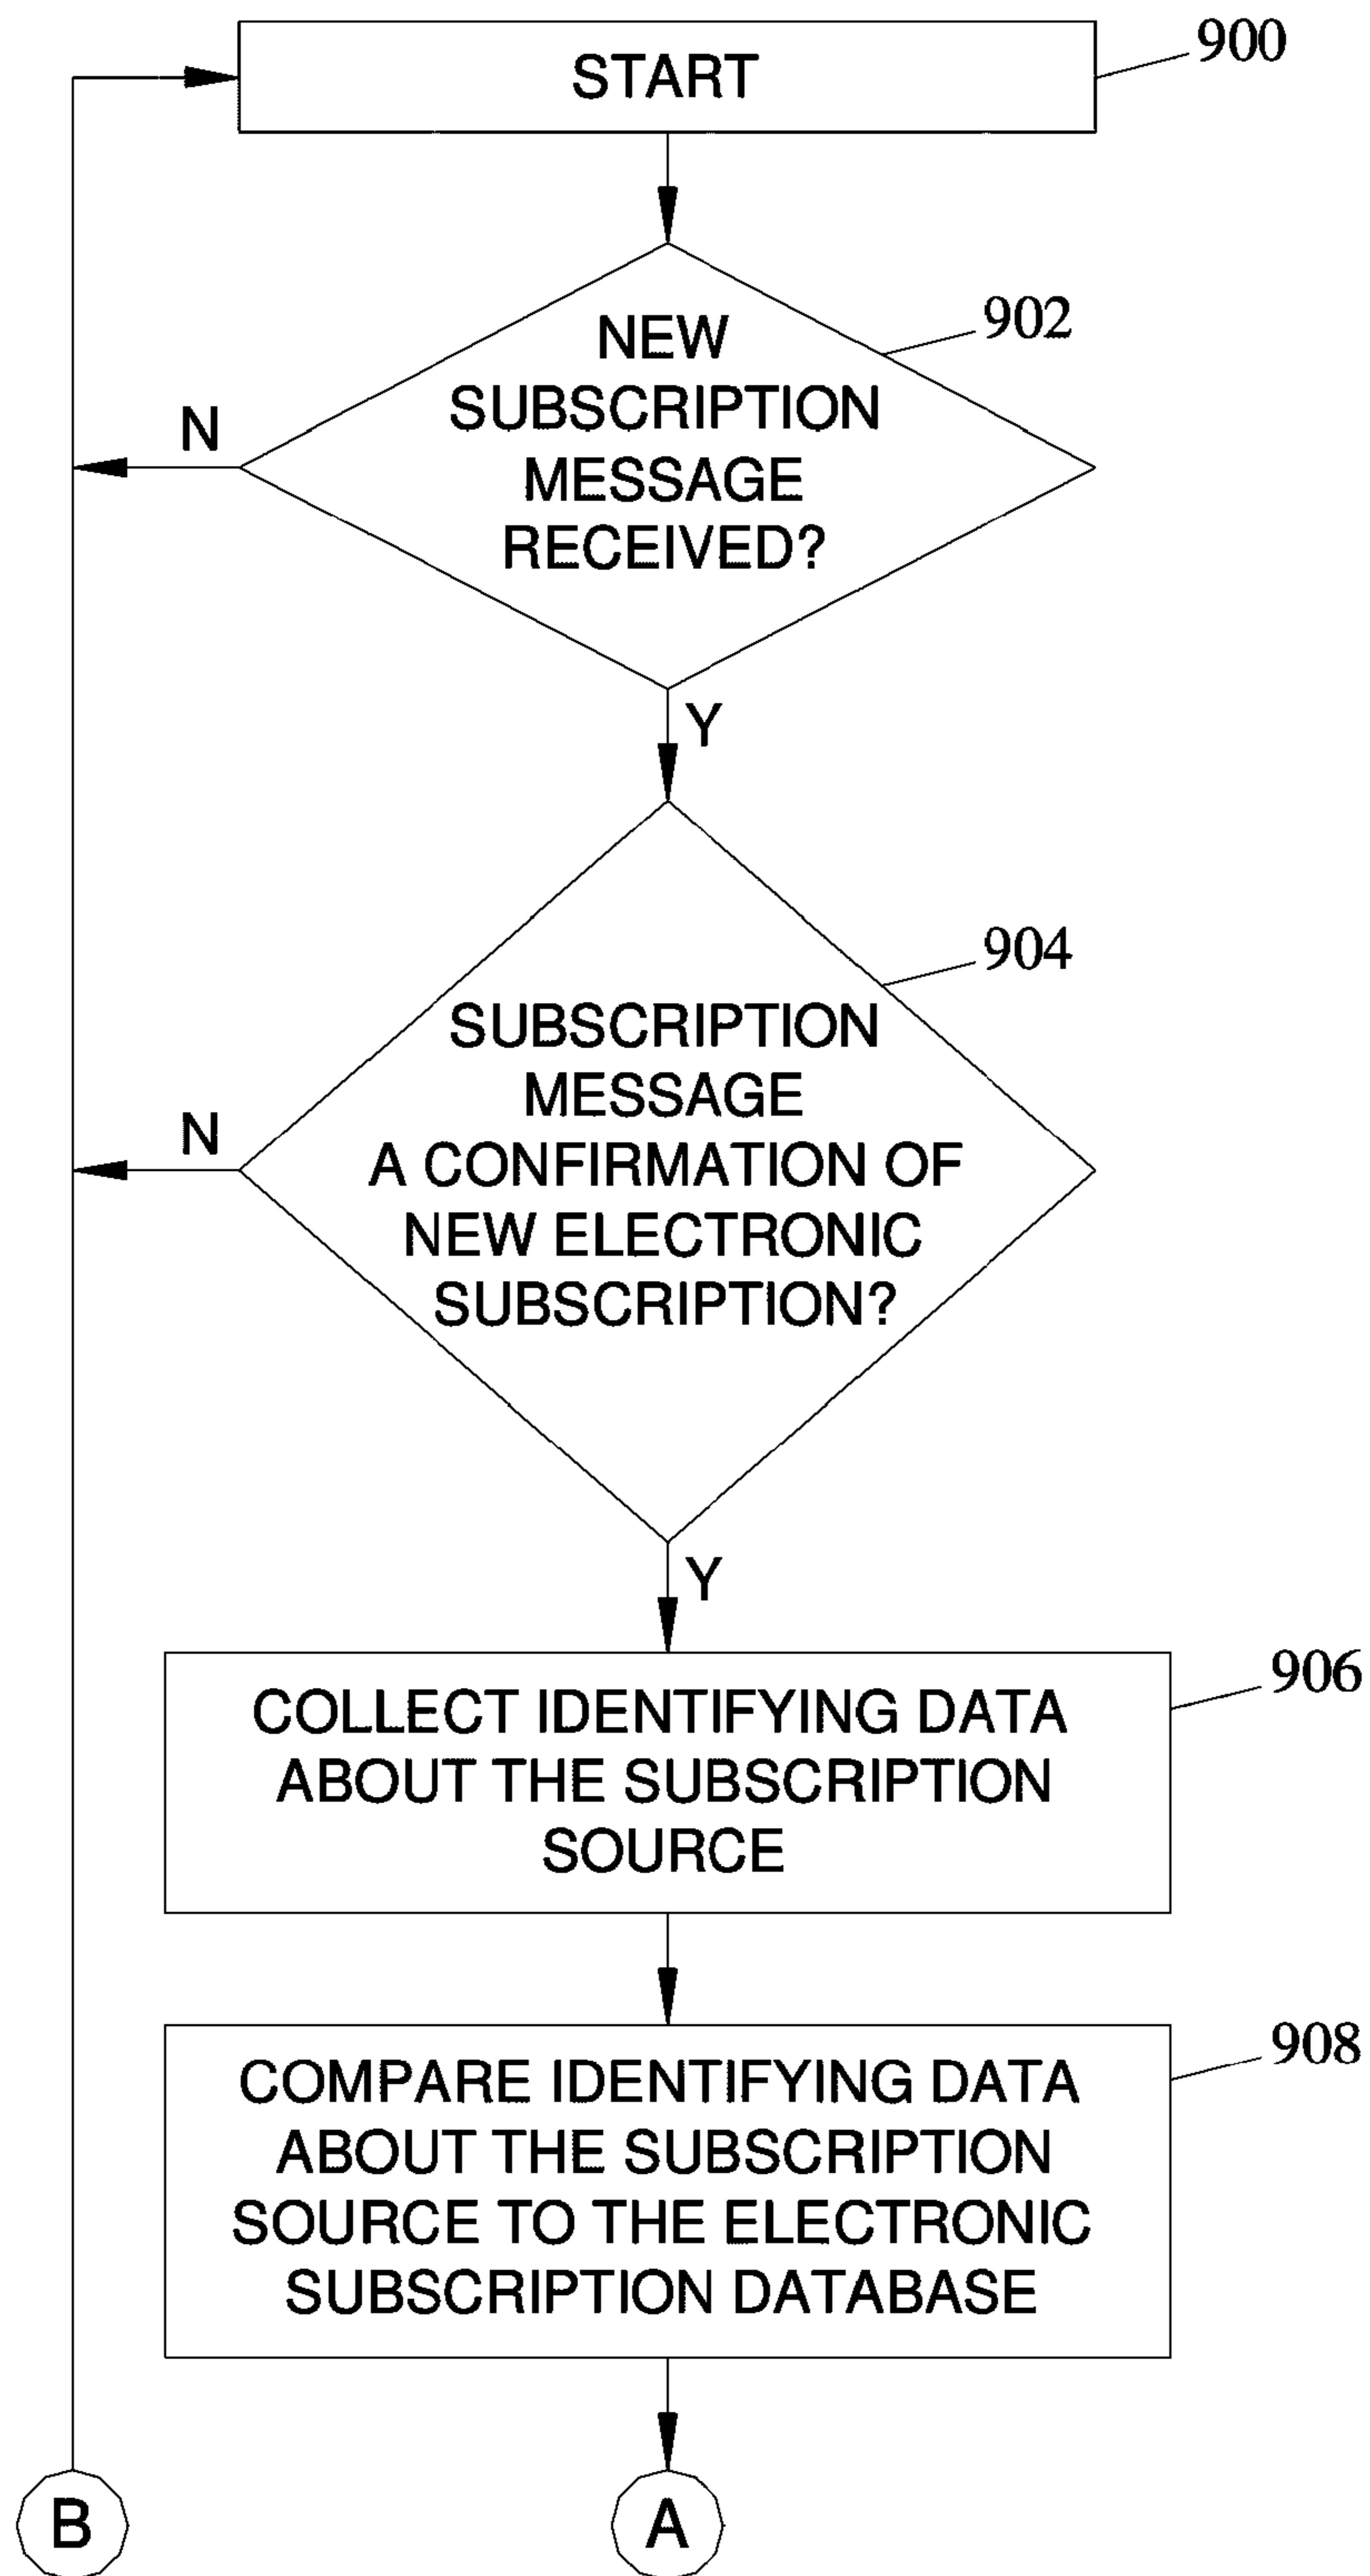 START
900
NEW
SUBSCRIPTION
MESSAGE
RECEIVED?
902
N
Y
SUBSCRIPTION
MESSAGE
A CONFIRMATION OF
NEW ELECTRONIC
SUBSCRIPTION?
904
N
Y
COLLECT IDENTIFYING DATA
ABOUT THE SUBSCRIPTION
SOURCE
906
COMPARE IDENTIFYING DATA
ABOUT THE SUBSCRIPTION
SOURCE TO THE ELECTRONIC
SUBSCRIPTION DATABASE
908
B
A